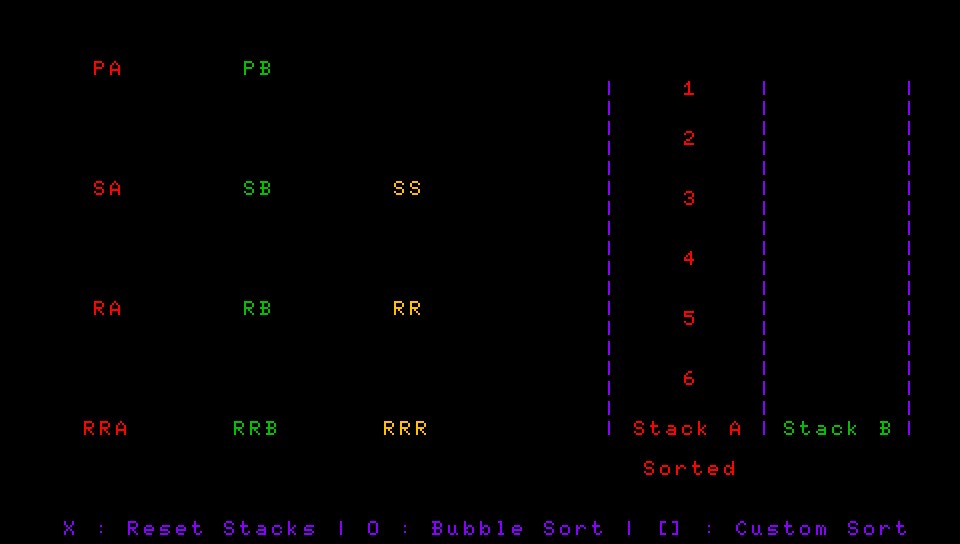 PA PB
1
2
SA SB SS
3
4
RA RB RR
5
6
RRA RRB RRR | Stack A | Stack B |
Sorted
X : Reset Stacks | O : Bubble Sort | [] : Custom Sort